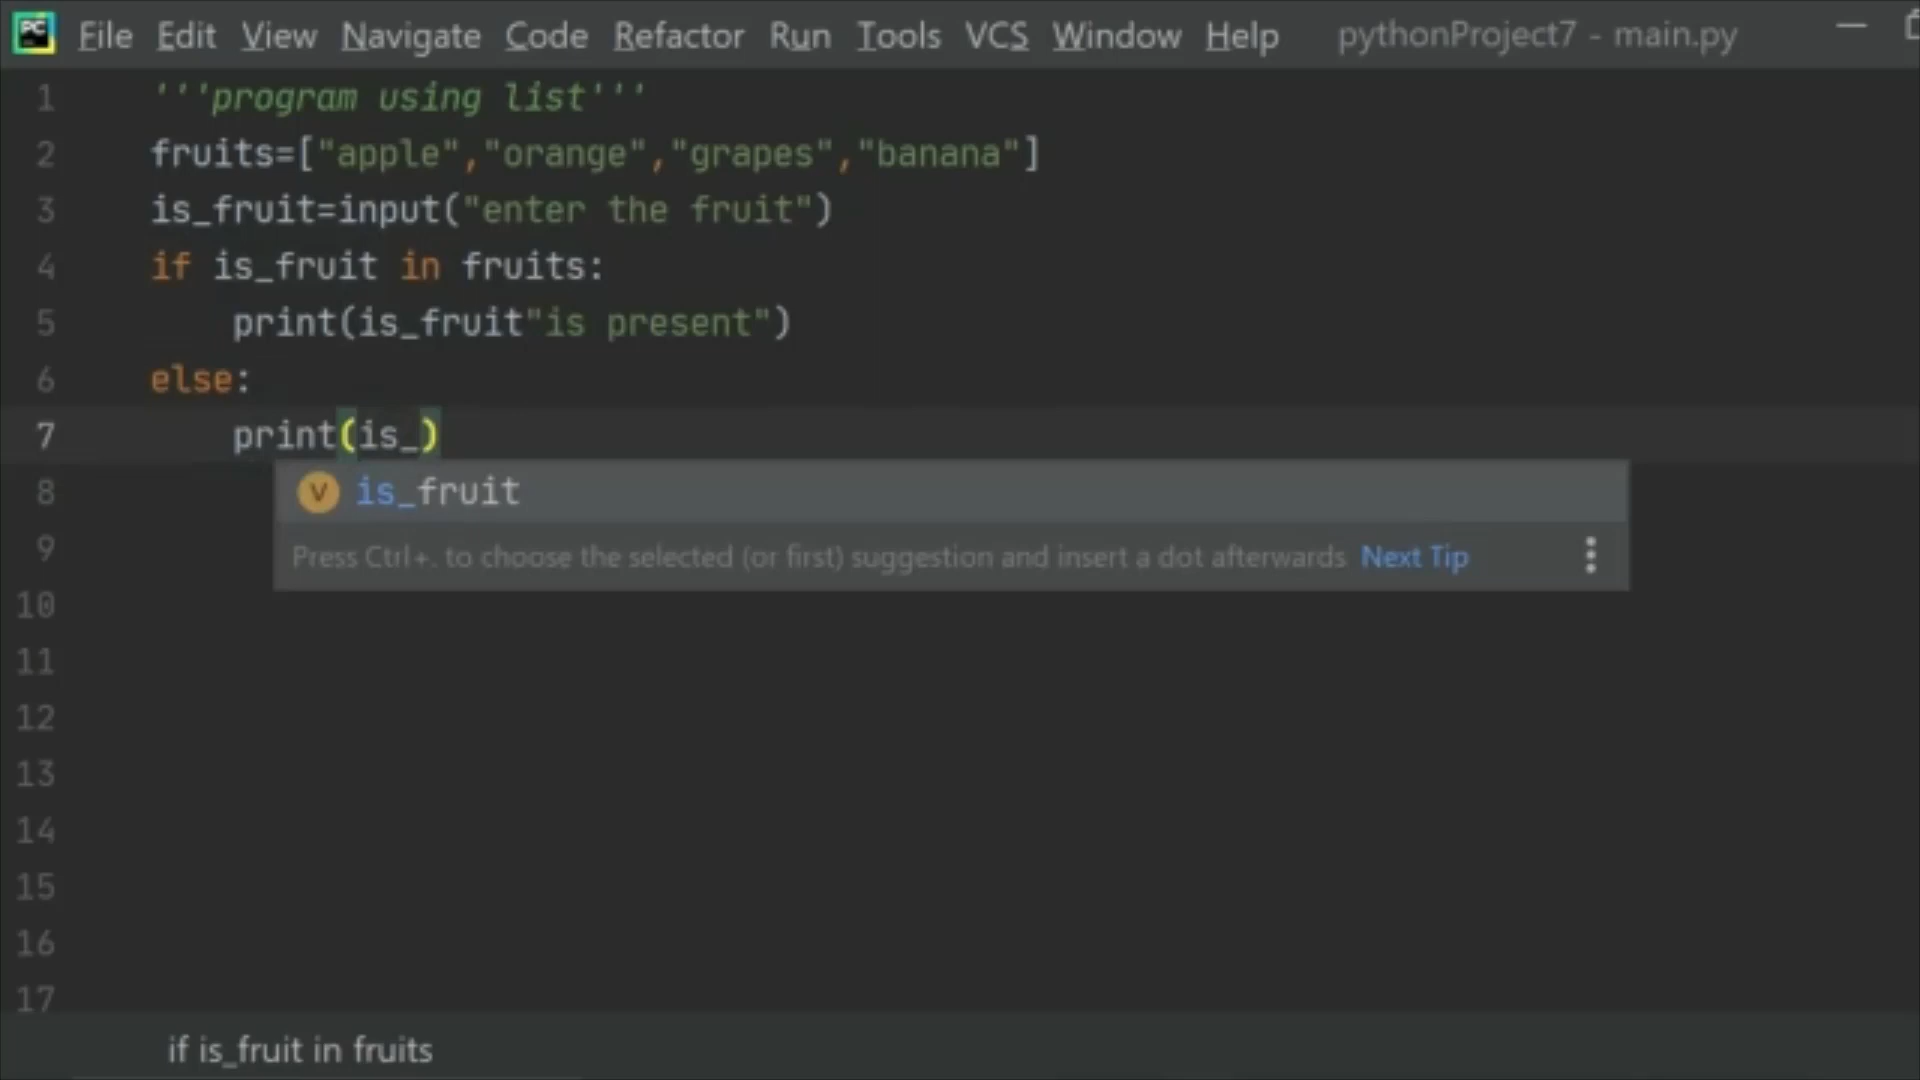 PC File Edit View Navigate Code Refactor Run Tools VCS Window Help pythonProject7 - main.py
1 '''program using list'''
2 fruits=["apple","orange","grapes","banana"]
3 is_fruit=input("enter the fruit")
4 if is_fruit in fruits:
5 print(is_fruit"is present")
6 else:
7 print(is_)
8 v is_fruit
9 Press Ctrl+. to choose the selected (or first) suggestion and insert a dot afterwards Next Tip
10
11
12
13
14
15
16
17
if is_fruit in fruits